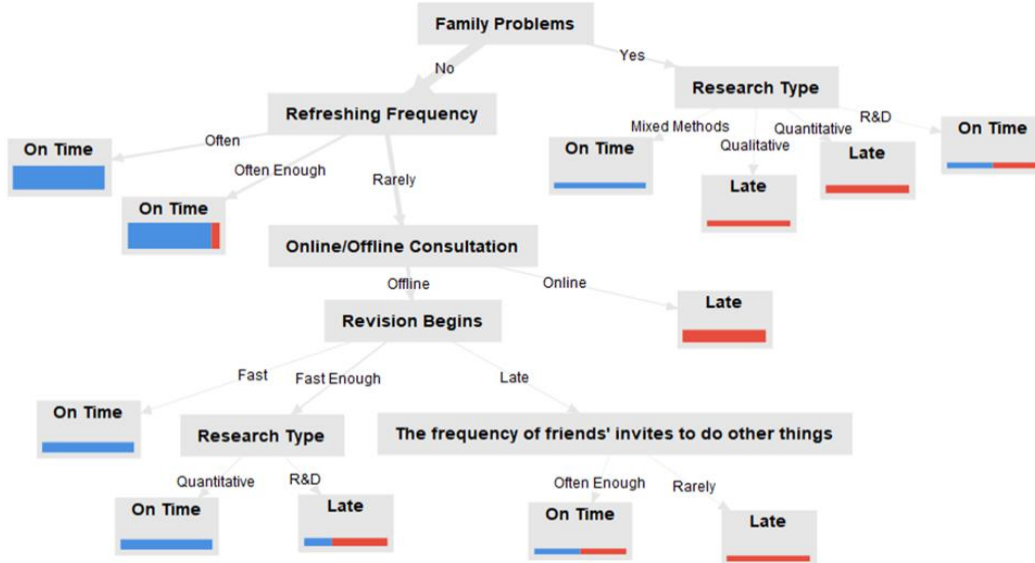 Family Problems
No
Yes
Research Type
Refreshing Frequency
Mixed Methods
Qualitative
Quantitative
R&D
Often
Often Enough
Rarely
On Time
On Time
On Time
Late
Late
On Time
Online/Offline Consultation
Offline
Online
Late
Revision Begins
Fast
Fast Enough
Late
On Time
Research Type
The frequency of friends' invites to do other things
Quantitative
R&D
Often Enough
Rarely
On Time
Late
On Time
Late